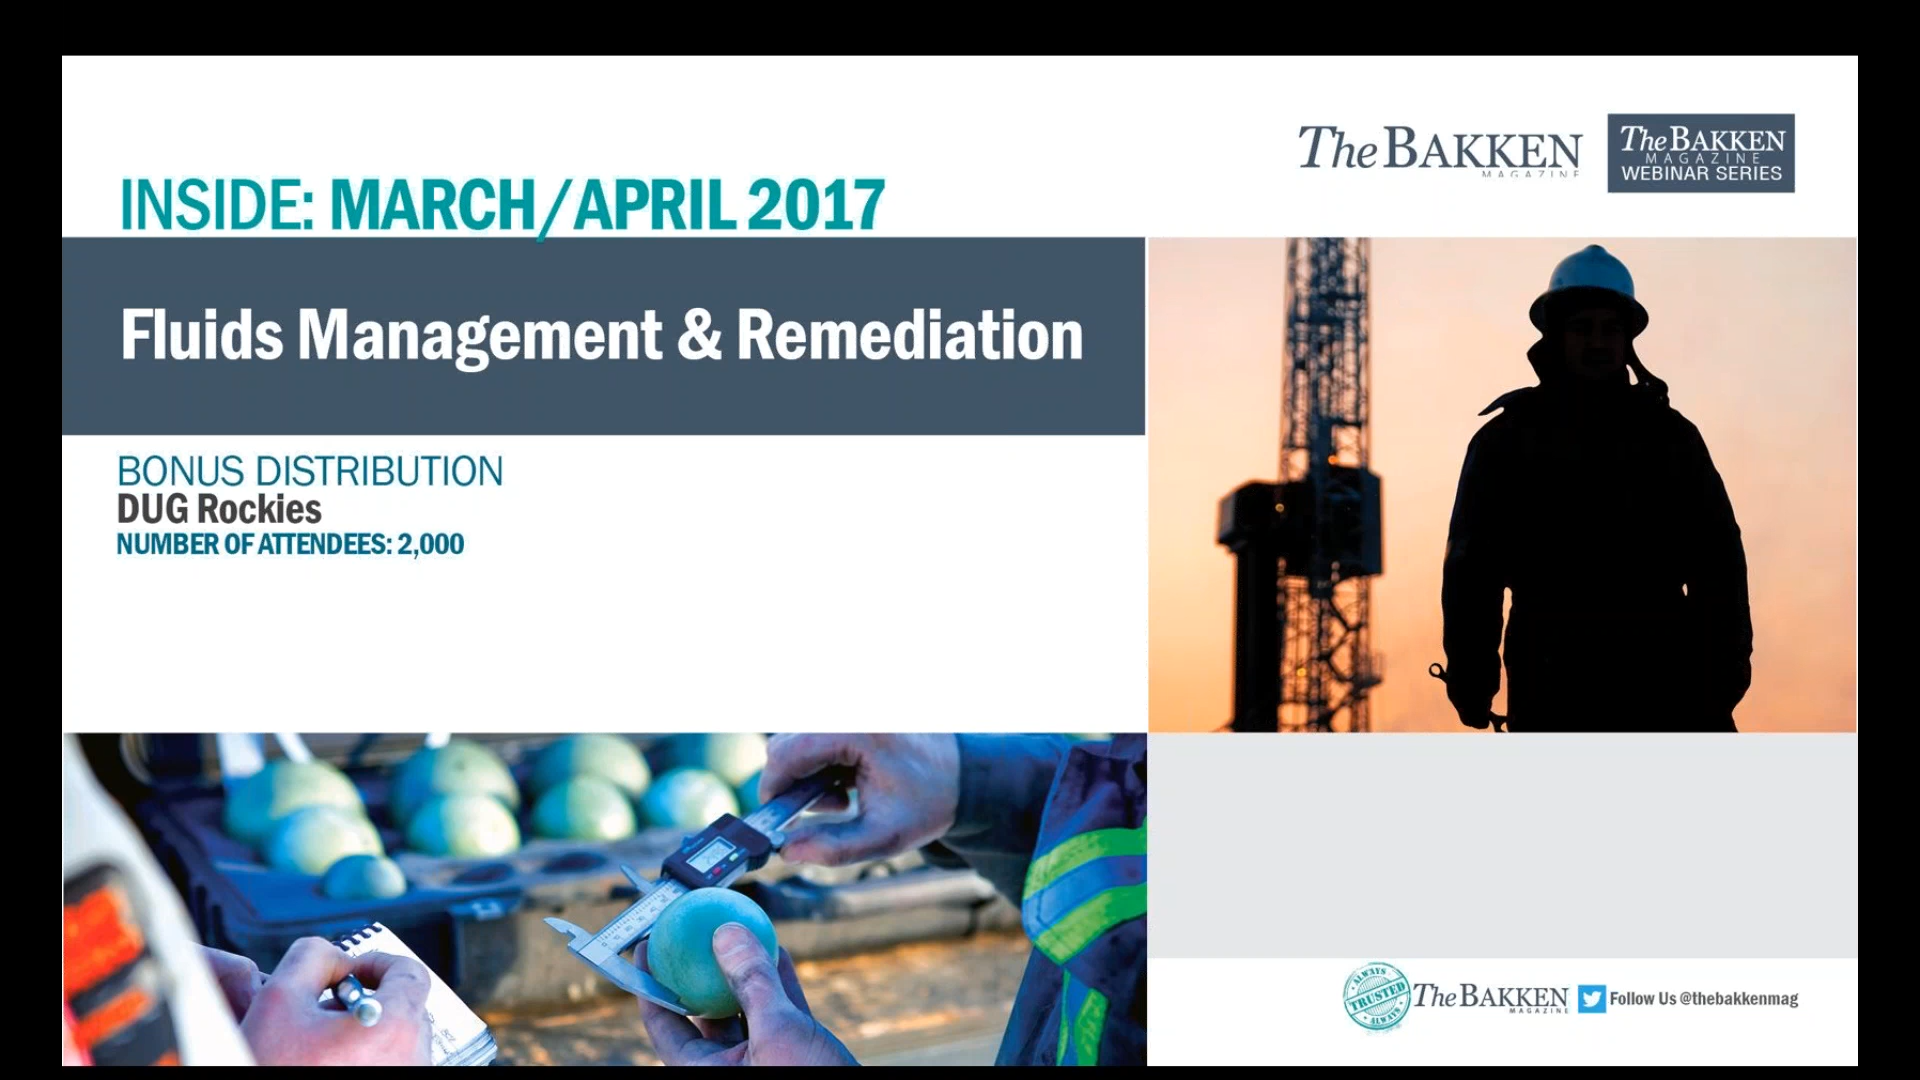 The BAKKEN
MAGAZINE
The BAKKEN
MAGAZINE
WEBINAR SERIES
INSIDE: MARCH/APRIL 2017
Fluids Management & Remediation
BONUS DISTRIBUTION
DUG Rockies
NUMBER OF ATTENDEES: 2,000
ALWAYS
TRUSTED
ALWAYS
The BAKKEN
MAGAZINE
Follow Us @thebakkenmag